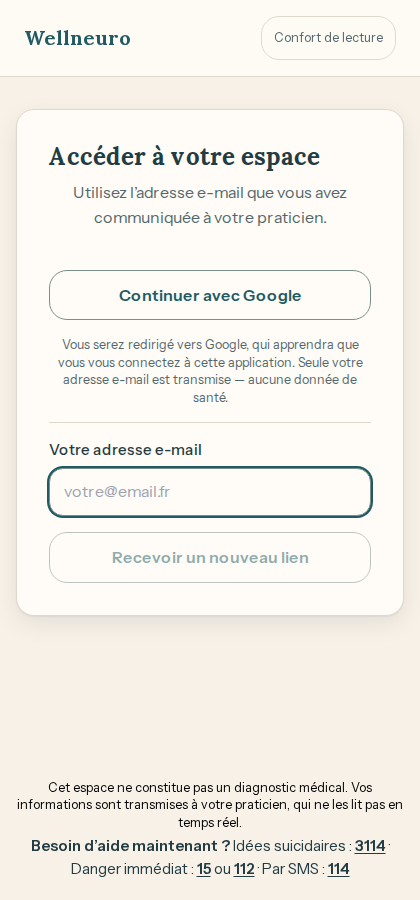 Wellneuro
Confort de lecture
Accéder à votre espace
Utilisez l’adresse e-mail que vous avez
communiquée à votre praticien.
Continuer avec Google
Vous serez redirigé vers Google, qui apprendra que
vous vous connectez à cette application. Seule votre
adresse e-mail est transmise — aucune donnée de
santé.
Votre adresse e-mail
votre@email.fr
Recevoir un nouveau lien
Cet espace ne constitue pas un diagnostic médical. Vos
informations sont transmises à votre praticien, qui ne les lit pas en
temps réel.
Besoin d’aide maintenant ? Idées suicidaires : 3114 ·
Danger immédiat : 15 ou 112 · Par SMS : 114